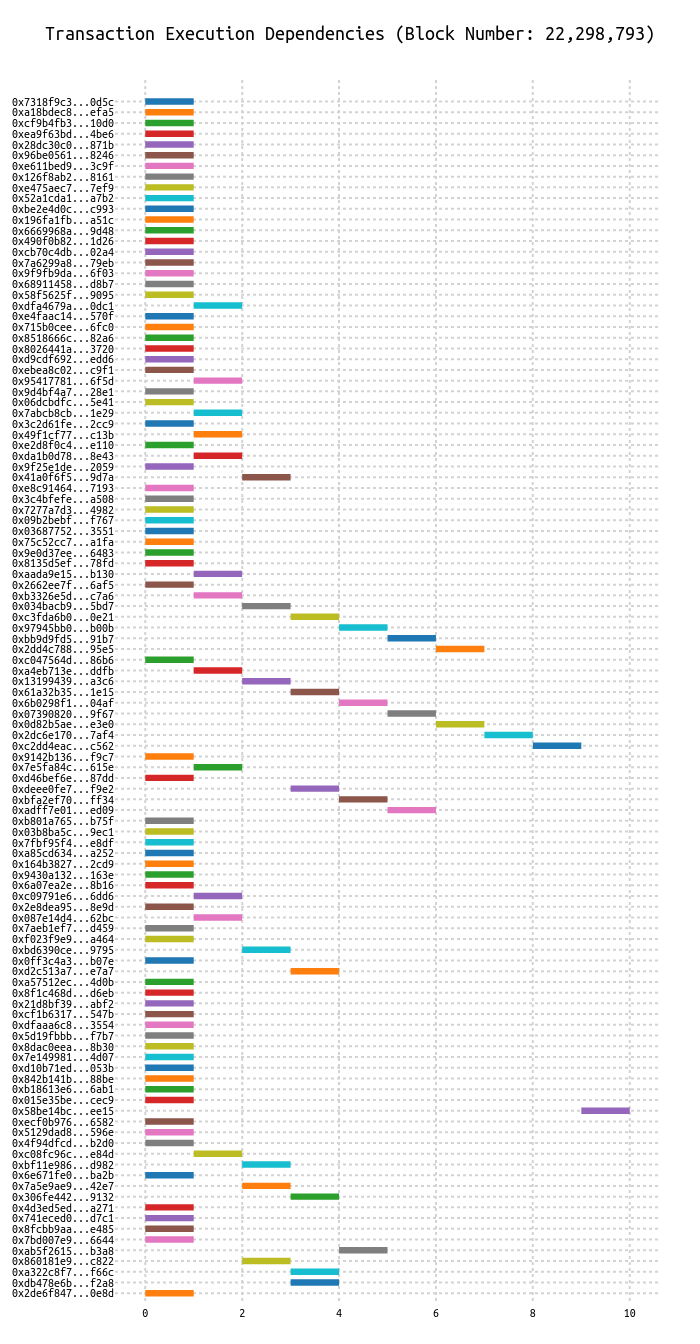 Transaction Execution Dependencies (Block Number: 22,298,793)
0x7318f9c3...0d5c
0xa18bdec8...efa5
0xcf9b4fb3...10d0
0xea9f63bd...4be6
0x28dc30c0...871b
0x96be0561...8246
0xe611bed9...3c9f
0x126f8ab2...8161
0xe475aec7...7ef9
0x52a1cda1...a7b2
0xbe2e4d0c...c993
0x196fa1fb...a51c
0x6669968a...9d48
0x490f0b82...1d26
0xcb70c4db...02a4
0x7a6299a8...79eb
0x9f9fb9da...6f03
0x68911458...d8b7
0x58f5625f...9095
0xdfa4679a...0dc1
0xe4faac14...570f
0x715b0cee...6fc0
0x8518666c...82a6
0x8026441a...3720
0xd9cdf692...edd6
0xebea8c02...c9f1
0x95417781...6f5d
0x9d4bf4a7...28e1
0x06dcbdfc...5e41
0x7abcb8cb...1e29
0x3c2d61fe...2cc9
0x49f1cf77...c13b
0xe2d8f0c4...e110
0xda1b0d78...8e43
0x9f25e1de...2059
0x41a0f6f5...9d7a
0xe8c91464...7193
0x3c4bfefe...a508
0x7277a7d3...4982
0x09b2bebf...f767
0x03687752...3551
0x75c52cc7...a1fa
0x9e0d37ee...6483
0x8135d5ef...78fd
0xaada9e15...b130
0x2662ee7f...6af5
0xb3326e5d...c7a6
0x034bacb9...5bd7
0xc3fda6b0...0e21
0x97945bb0...b00b
0xbb9d9fd5...91b7
0x2dd4c788...95e5
0xc047564d...86b6
0xa4eb713e...ddfb
0x13199439...a3c6
0x61a32b35...1e15
0x6b0298f1...04af
0x07390820...9f67
0x0d82b5ae...e3e0
0x2dc6e170...7af4
0xc2dd4eac...c562
0x9142b136...f9c7
0x7e5fa84c...615e
0xd46bef6e...87dd
0xdeee0fe7...f9e2
0xbfa2ef70...ff34
0xadff7e01...ed09
0xb801a765...b75f
0x03b8ba5c...9ec1
0x7fbf95f4...e8df
0xa85cd634...a252
0x164b3827...2cd9
0x9430a132...163e
0x6a07ea2e...8b16
0xc09791e6...6dd6
0x2e8dea95...8e9d
0x087e14d4...62bc
0x7aeb1ef7...d459
0xf023f9e9...a464
0xbd6390ce...9795
0x0ff3c4a3...b07e
0xd2c513a7...e7a7
0xa57512ec...4d0b
0x8f1c468d...d6eb
0x21d8bf39...abf2
0xcf1b6317...547b
0xdfaaa6c8...3554
0x5d19fbbb...f7b7
0x8dac0eea...8b30
0x7e149981...4d07
0xd10b71ed...053b
0x842b141b...88be
0xb18613e6...6ab1
0x015e35be...cec9
0x58be14bc...ee15
0xecf0b976...6582
0x5129dad8...596e
0x4f94dfcd...b2d0
0xc08fc96c...e84d
0xbf11e986...d982
0x6e671fe0...ba2b
0x7a5e9ae9...42e7
0x306fe442...9132
0x4d3ed5ed...a271
0x741eced0...d7c1
0x8fcbb9aa...e485
0x7bd007e9...6644
0xab5f2615...b3a8
0x860181e9...c822
0xa322c8f7...f66c
0xdb478e6b...f2a8
0x2de6f847...0e8d
0 2 4 6 8 10